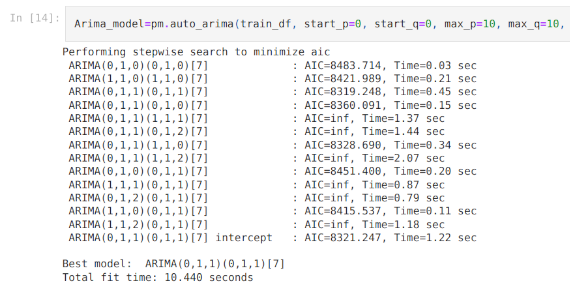 In [14]: Arima_model=pm.auto_arima(train_df, start_p=0, start_q=0, max_p=10, max_q=10,
Performing stepwise search to minimize aic
ARIMA(0,1,0)(0,1,0)[7] : AIC=8483.714, Time=0.03 sec
ARIMA(1,1,0)(1,1,0)[7] : AIC=8421.989, Time=0.21 sec
ARIMA(0,1,1)(0,1,1)[7] : AIC=8319.248, Time=0.45 sec
ARIMA(0,1,1)(0,1,0)[7] : AIC=8360.091, Time=0.15 sec
ARIMA(0,1,1)(1,1,1)[7] : AIC=inf, Time=1.37 sec
ARIMA(0,1,1)(0,1,2)[7] : AIC=inf, Time=1.44 sec
ARIMA(0,1,1)(1,1,0)[7] : AIC=8328.690, Time=0.34 sec
ARIMA(0,1,1)(1,1,2)[7] : AIC=inf, Time=2.07 sec
ARIMA(0,1,0)(0,1,1)[7] : AIC=8451.400, Time=0.20 sec
ARIMA(1,1,1)(0,1,1)[7] : AIC=inf, Time=0.87 sec
ARIMA(0,1,2)(0,1,1)[7] : AIC=inf, Time=0.79 sec
ARIMA(1,1,0)(0,1,1)[7] : AIC=8415.537, Time=0.11 sec
ARIMA(1,1,2)(0,1,1)[7] : AIC=inf, Time=1.18 sec
ARIMA(0,1,1)(0,1,1)[7] intercept : AIC=8321.247, Time=1.22 sec
Best model: ARIMA(0,1,1)(0,1,1)[7]
Total fit time: 10.440 seconds